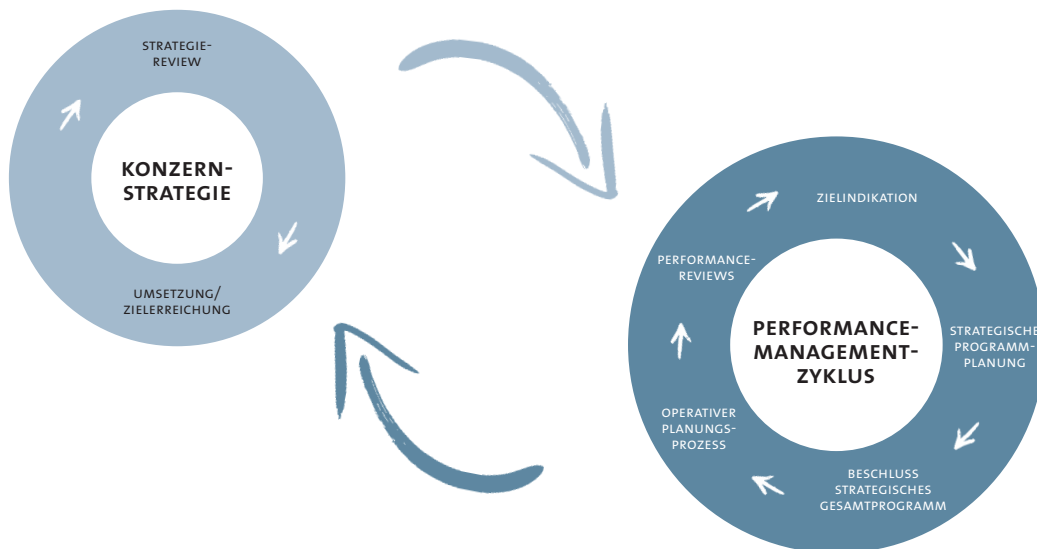 STRATEGIE-
REVIEW
KONZERN-
STRATEGIE
UMSETZUNG/
ZIELERREICHUNG
ZIELINDIKATION
STRATEGISCHE
PROGRAMM-
PLANUNG
BESCHLUSS
STRATEGISCHES
GESAMTPROGRAMM
OPERATIVER
PLANUNGS-
PROZESS
PERFORMANCE-
REVIEWS
PERFORMANCE-
MANAGEMENT-
ZYKLUS